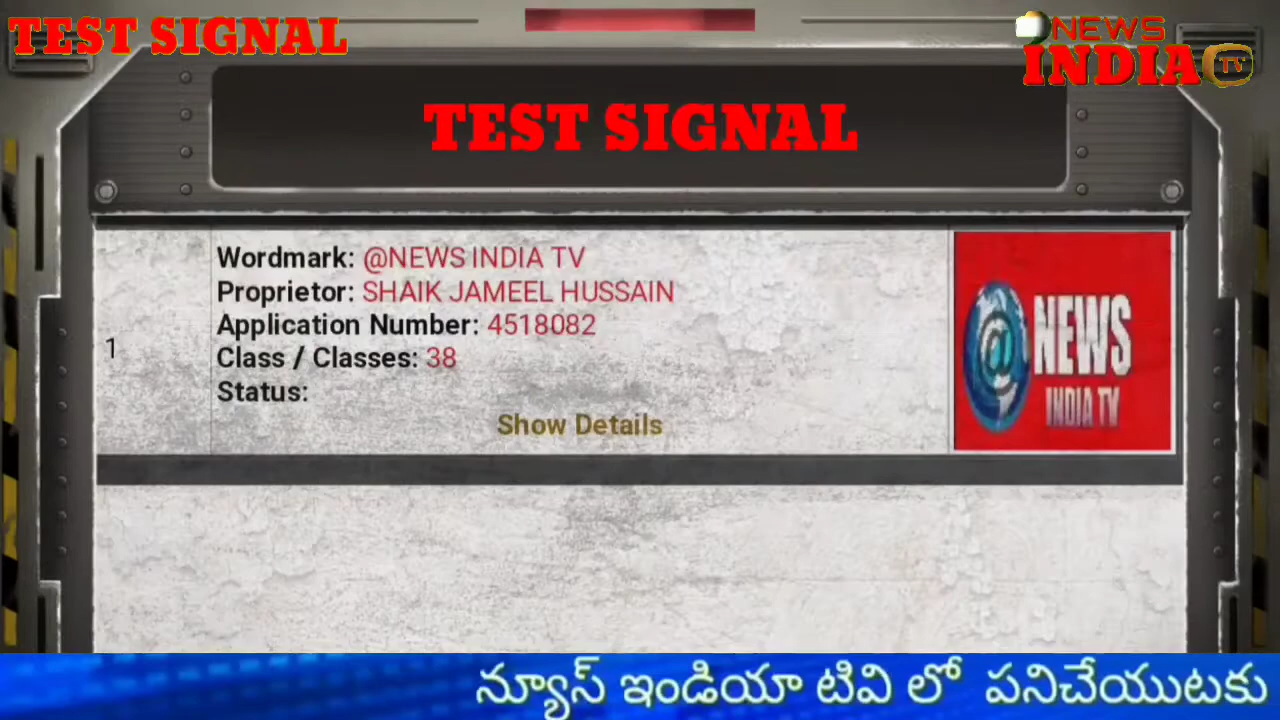 TEST SIGNAL
NEWS
INDIA TV
TEST SIGNAL
1
Wordmark: @NEWS INDIA TV
Proprietor: SHAIK JAMEEL HUSSAIN
Application Number: 4518082
Class / Classes: 38
Status:
Show Details
@ NEWS
INDIA TV
న్యూస్ ఇండియా టివి లో పనిచేయుటకు